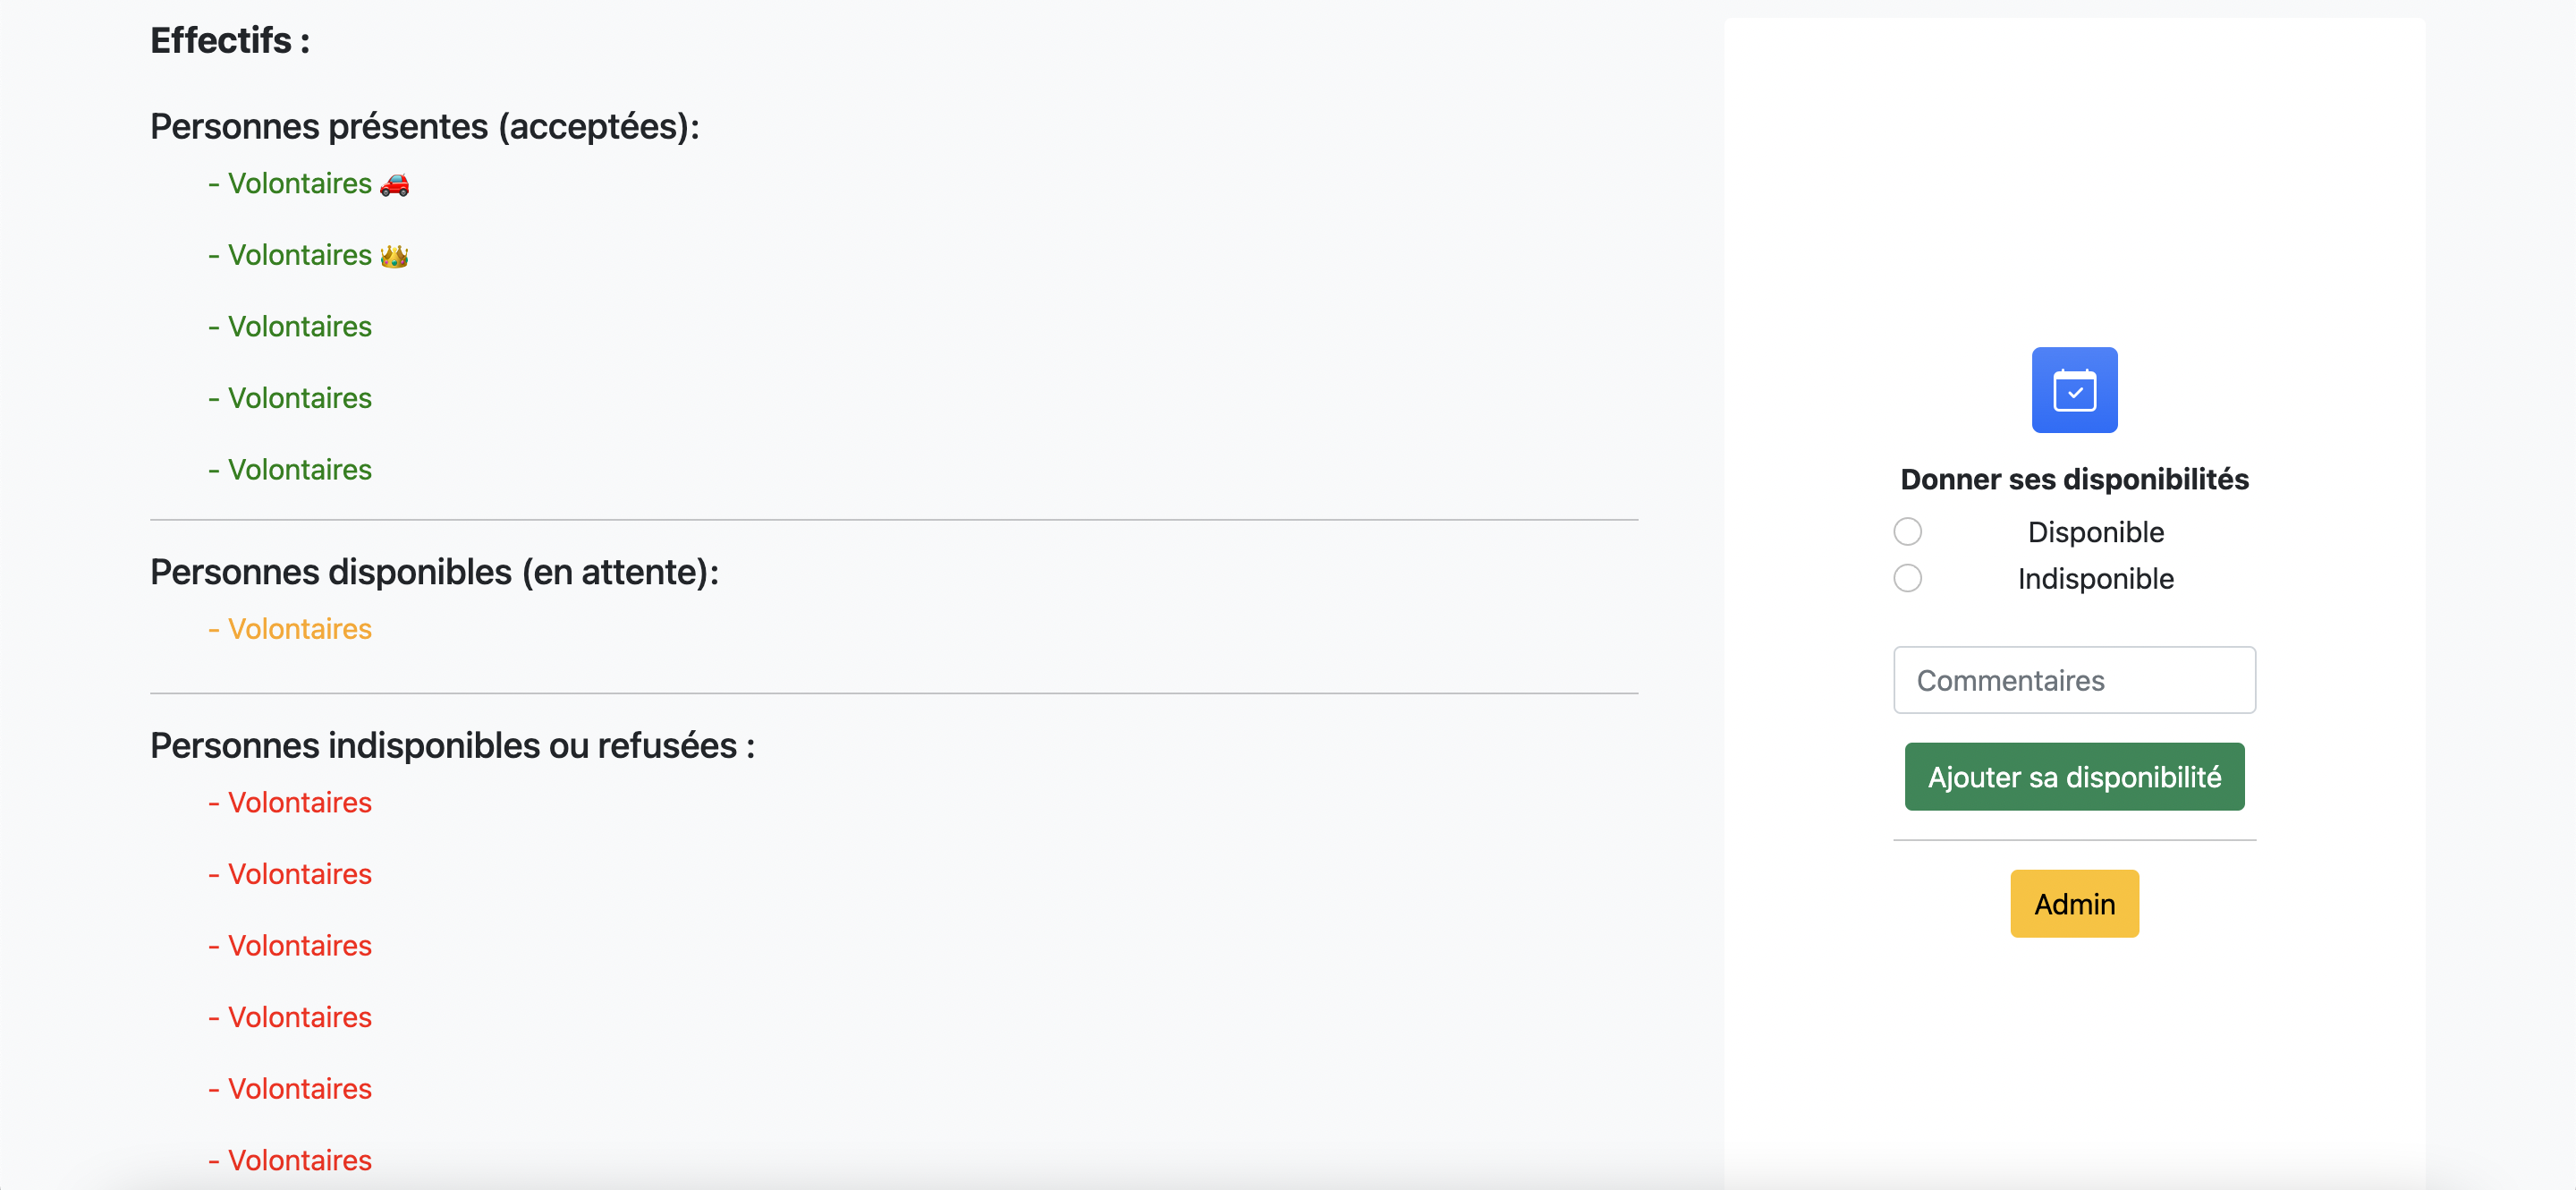 Effectifs :
Personnes présentes (acceptées):
- Volontaires 🚗
- Volontaires 👑
- Volontaires
- Volontaires
- Volontaires
Personnes disponibles (en attente):
- Volontaires
Personnes indisponibles ou refusées :
- Volontaires
- Volontaires
- Volontaires
- Volontaires
- Volontaires
- Volontaires
Donner ses disponibilités
Disponible
Indisponible
Commentaires
Ajouter sa disponibilité
Admin